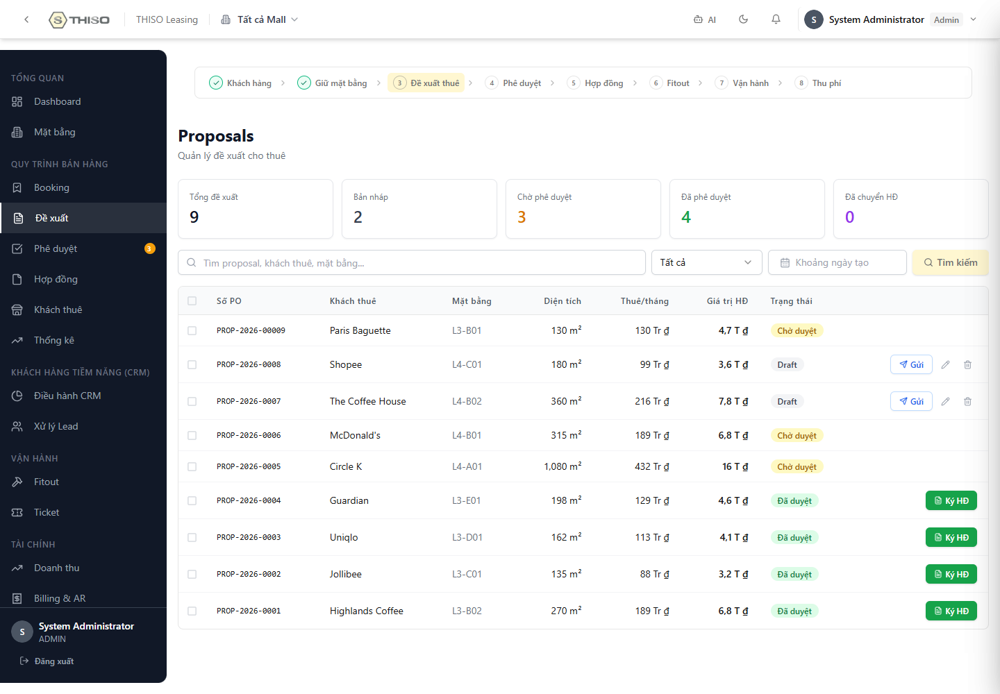 THISO
THISO Leasing
Tất cả Mall
AI
S
System Administrator
Admin
TỔNG QUAN
Dashboard
Mặt bằng
QUY TRÌNH BÁN HÀNG
Booking
Đề xuất
Phê duyệt
3
Hợp đồng
Khách thuê
Thống kê
KHÁCH HÀNG TIỀM NĂNG (CRM)
Điều hành CRM
Xử lý Lead
VẬN HÀNH
Fitout
Ticket
TÀI CHÍNH
Doanh thu
Billing & AR
S
System Administrator
ADMIN
Đăng xuất
Khách hàng
Giữ mặt bằng
3 Đề xuất thuê
4 Phê duyệt
5 Hợp đồng
6 Fitout
7 Vận hành
8 Thu phí
Proposals
Quản lý đề xuất cho thuê
Tổng đề xuất
9
Bản nháp
2
Chờ phê duyệt
3
Đã phê duyệt
4
Đã chuyển HĐ
0
Tìm proposal, khách thuê, mặt bằng...
Tất cả
Khoảng ngày tạo
Tìm kiếm
Số PO Khách thuê Mặt bằng Diện tích Thuê/tháng Giá trị HĐ Trạng thái
PROP-2026-00009 Paris Baguette L3-B01 130 m² 130 Tr ₫ 4,7 T ₫ Chờ duyệt
PROP-2026-0008 Shopee L4-C01 180 m² 99 Tr ₫ 3,6 T ₫ Draft Gửi
PROP-2026-0007 The Coffee House L4-B02 360 m² 216 Tr ₫ 7,8 T ₫ Draft Gửi
PROP-2026-0006 McDonald's L4-B01 315 m² 189 Tr ₫ 6,8 T ₫ Chờ duyệt
PROP-2026-0005 Circle K L4-A01 1,080 m² 432 Tr ₫ 16 T ₫ Chờ duyệt
PROP-2026-0004 Guardian L3-E01 198 m² 129 Tr ₫ 4,6 T ₫ Đã duyệt Ký HĐ
PROP-2026-0003 Uniqlo L3-D01 162 m² 113 Tr ₫ 4,1 T ₫ Đã duyệt Ký HĐ
PROP-2026-0002 Jollibee L3-C01 135 m² 88 Tr ₫ 3,2 T ₫ Đã duyệt Ký HĐ
PROP-2026-0001 Highlands Coffee L3-B02 270 m² 189 Tr ₫ 6,8 T ₫ Đã duyệt Ký HĐ